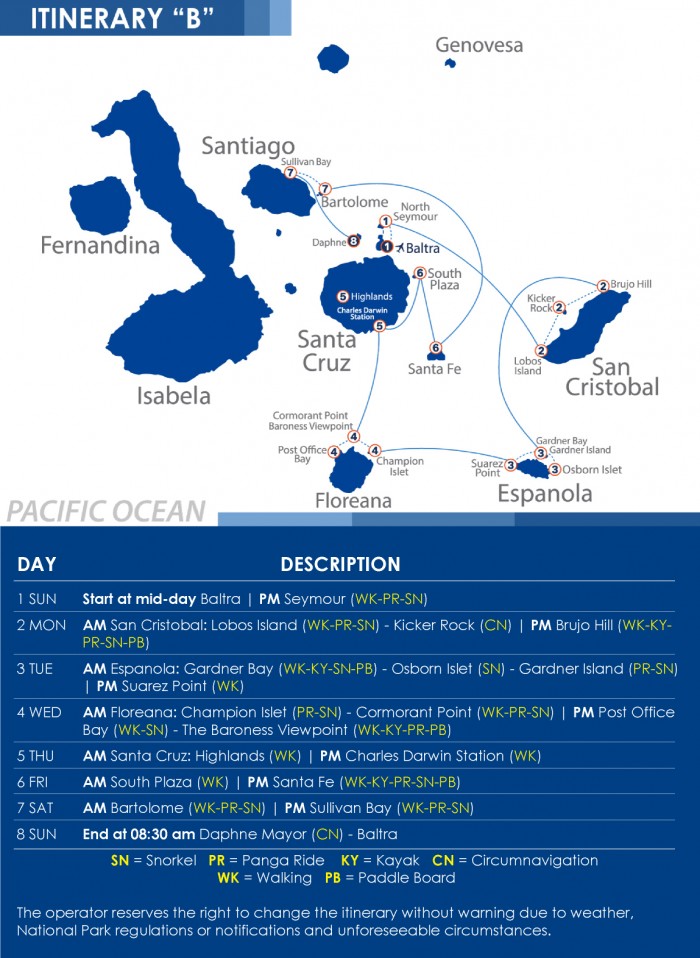 ITINERARY “B”
Genovesa
Santiago
Sullivan Bay
7
7
Bartolome
North
Seymour
1
Daphne 8
1 Baltra
Fernandina
6 South
Plaza
5 Highlands
Charles Darwin
Station
5
2 Brujo Hill
Kicker
Rock 2
Santa
Cruz
6
Santa Fe
2
Lobos
Island
San
Cristobal
Isabela
Cormorant Point
Baroness Viewpoint
4
Post Office
Bay
4
4
Champion
Islet
Floreana
Gardner Bay
Gardner Island
3
Suarez
Point
3
3 Osborn Islet
Espanola
PACIFIC OCEAN
DAY DESCRIPTION
1 SUN Start at mid-day Baltra | PM Seymour (WK-PR-SN)
2 MON AM San Cristobal: Lobos Island (WK-PR-SN) - Kicker Rock (CN) | PM Brujo Hill (WK-KY-
PR-SN-PB)
3 TUE AM Espanola: Gardner Bay (WK-KY-SN-PB) - Osborn Islet (SN) - Gardner Island (PR-SN)
| PM Suarez Point (WK)
4 WED AM Floreana: Champion Islet (PR-SN) - Cormorant Point (WK-PR-SN) | PM Post Office
Bay (WK-SN) - The Baroness Viewpoint (WK-KY-PR-PB)
5 THU AM Santa Cruz: Highlands (WK) | PM Charles Darwin Station (WK)
6 FRI AM South Plaza (WK) | PM Santa Fe (WK-KY-PR-SN-PB)
7 SAT AM Bartolome (WK-PR-SN) | PM Sullivan Bay (WK-PR-SN)
8 SUN End at 08:30 am Daphne Mayor (CN) - Baltra
SN = Snorkel PR = Panga Ride KY = Kayak CN = Circumnavigation
WK = Walking PB = Paddle Board
The operator reserves the right to change the itinerary without warning due to weather,
National Park regulations or notifications and unforeseeable circumstances.